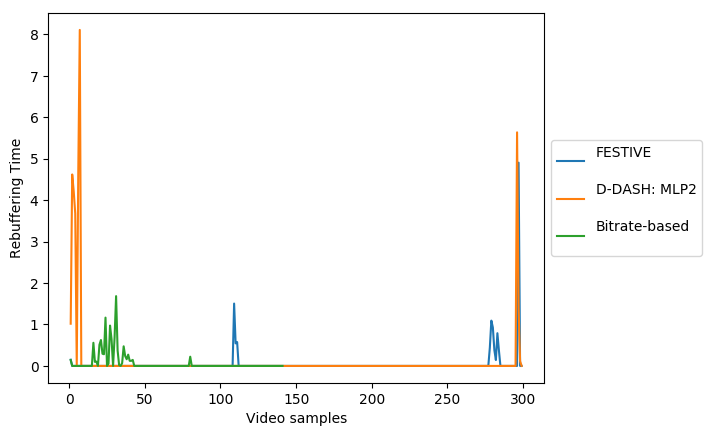 8
7
6
5
4
3
2
1
0
Rebuffering Time
0 50 100 150 200 250 300
Video samples
FESTIVE
D-DASH: MLP2
Bitrate-based